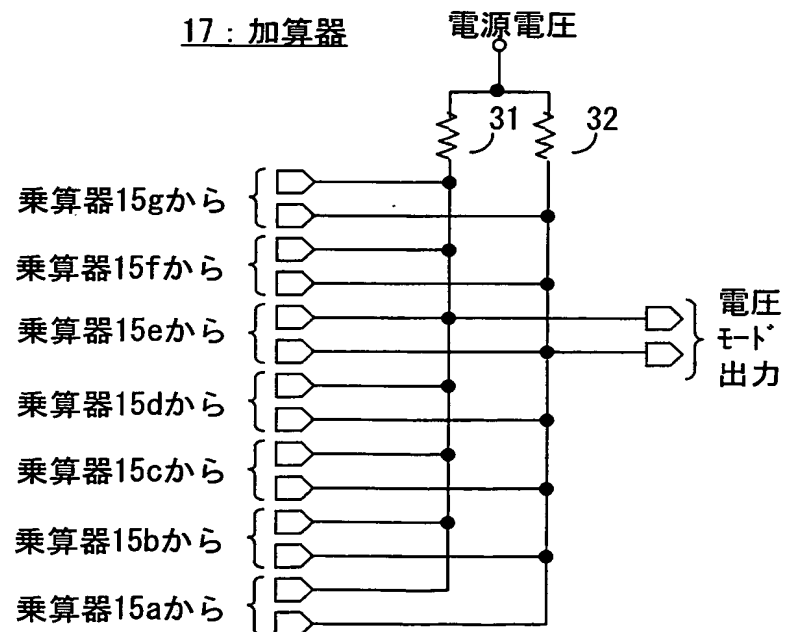 17：加算器
電源電圧
31
32
乗算器15gから
乗算器15fから
乗算器15eから
電圧
ﾓｰﾄﾞ
出力
乗算器15dから
乗算器15cから
乗算器15bから
乗算器15aから